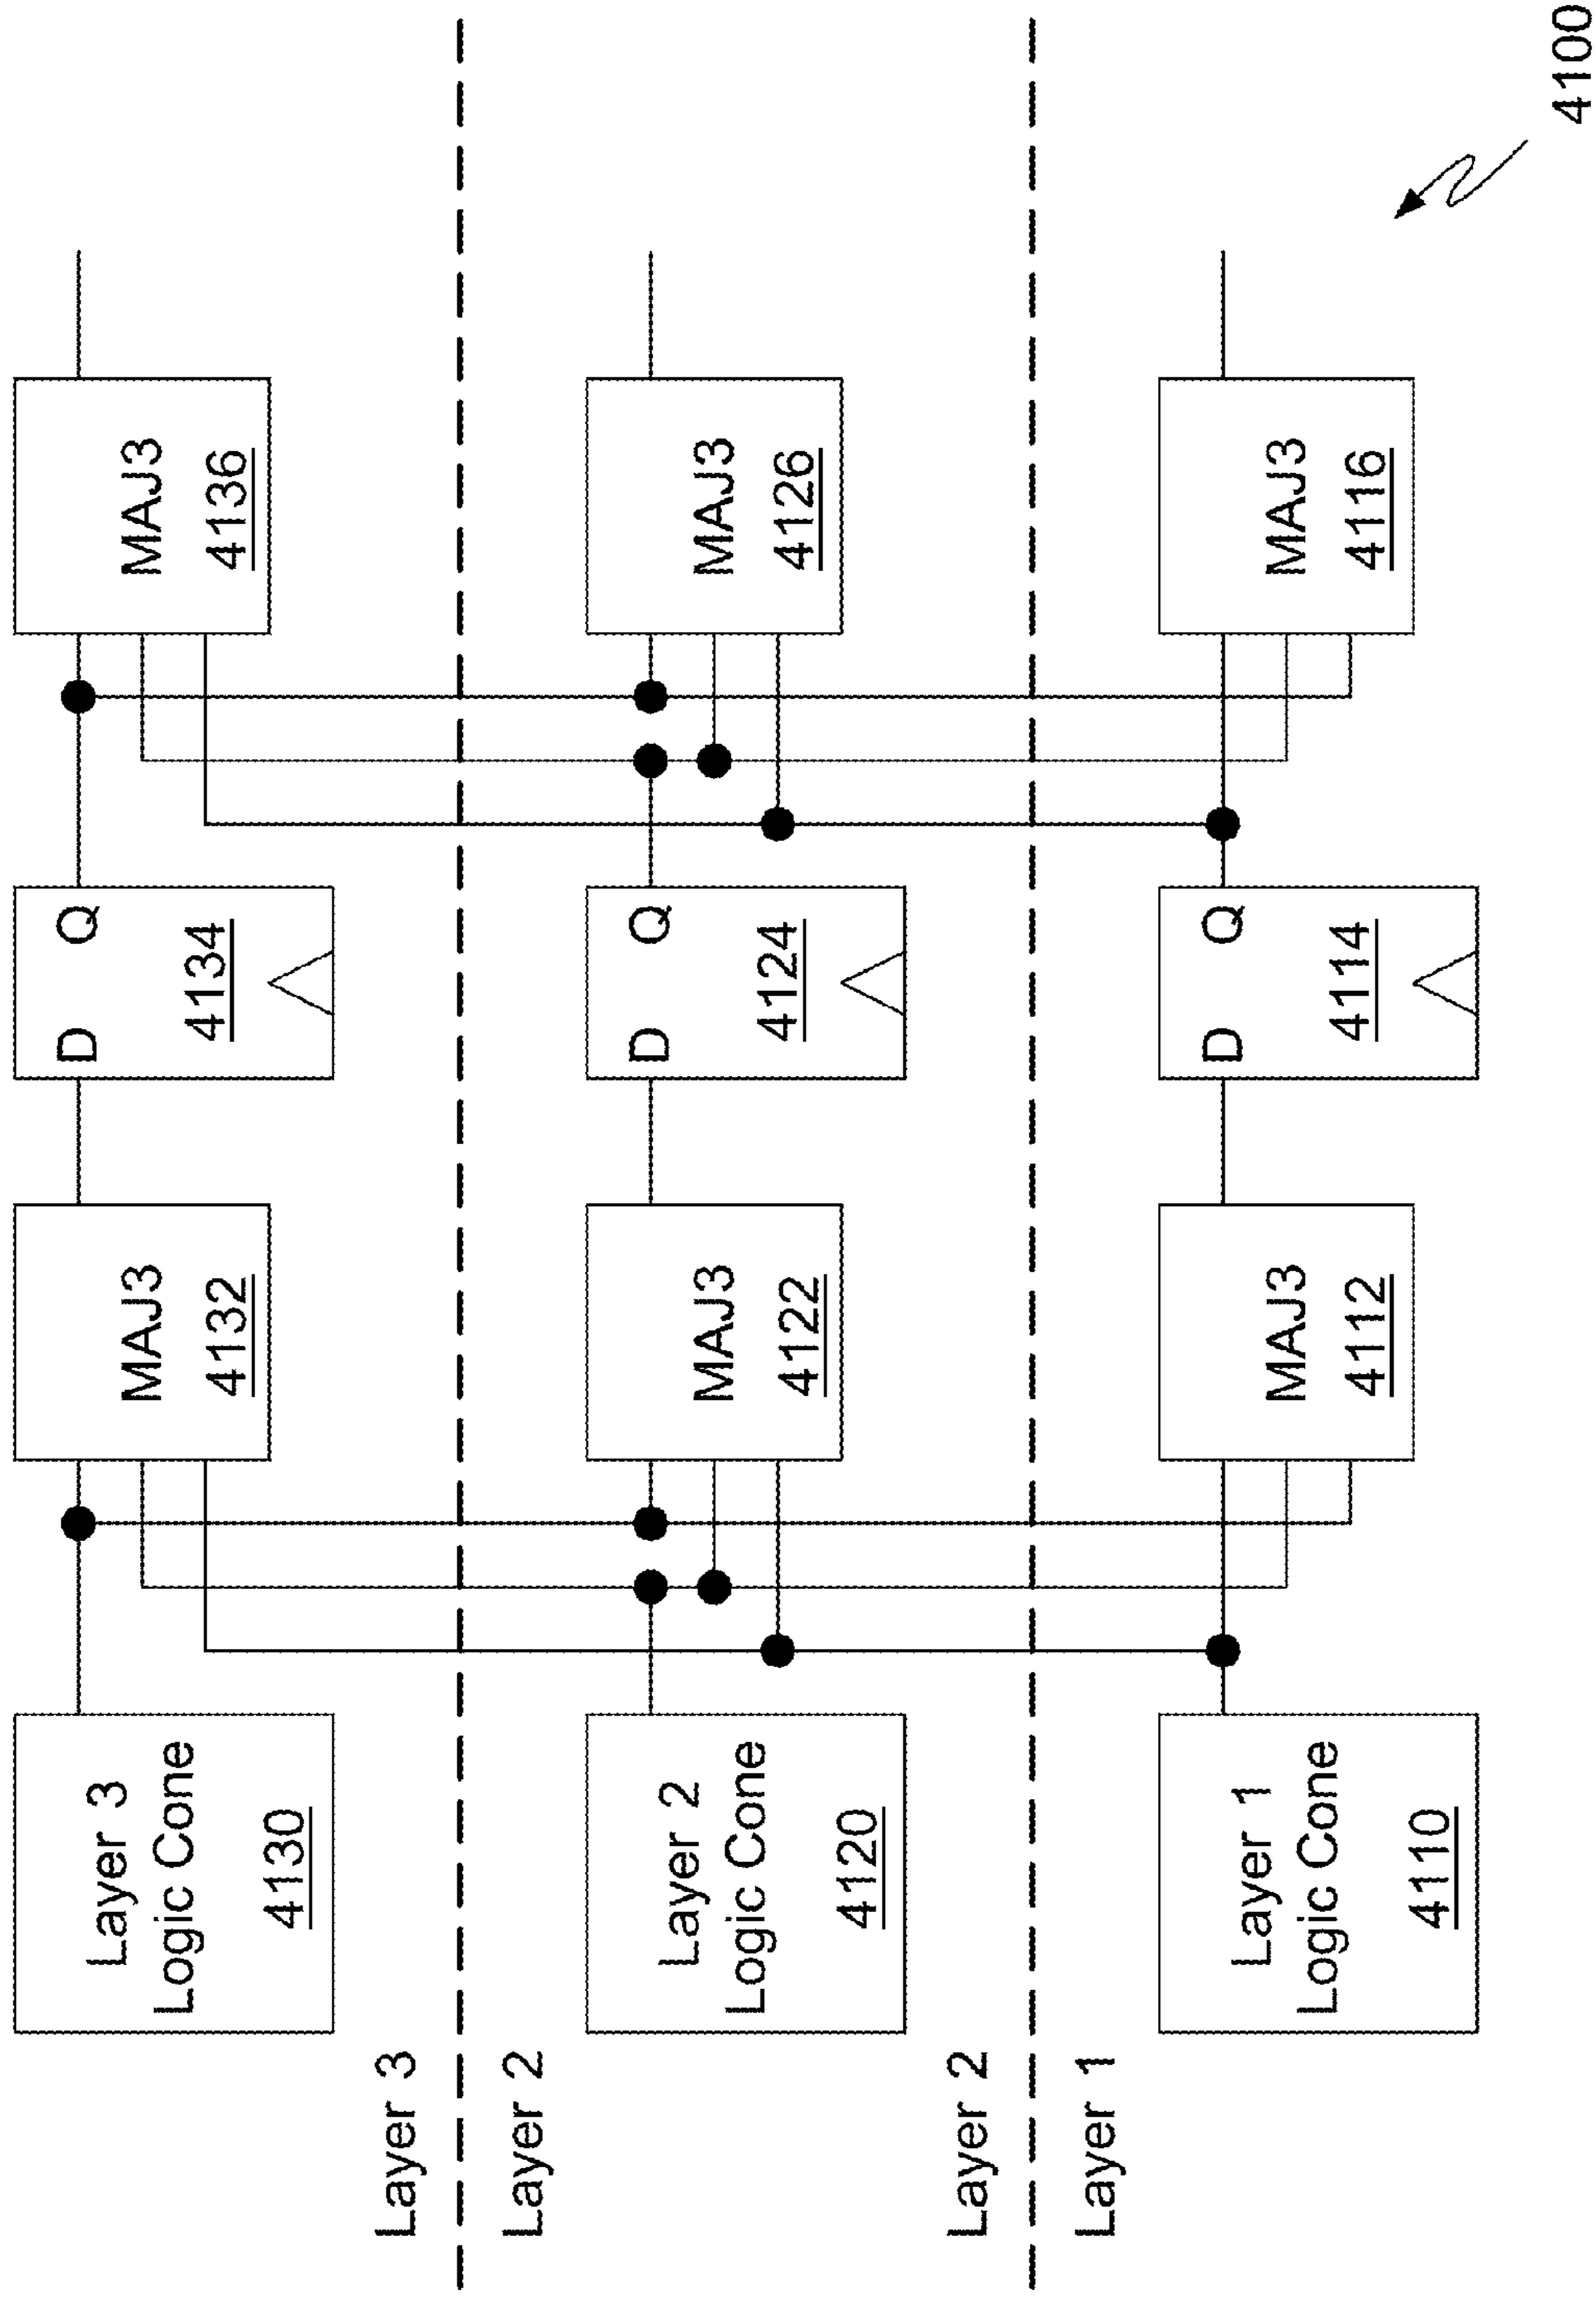 Layer 3
Logic Cone
4130
MAJ3
4132
D
Q
4134
MAJ3
4136
Layer 3
Layer 2
Layer 2
Logic Cone
4120
MAJ3
4122
D
Q
4124
MAJ3
4126
Layer 2
Layer 1
Layer 1
Logic Cone
4110
MAJ3
4112
D
Q
4114
MAJ3
4116
4100